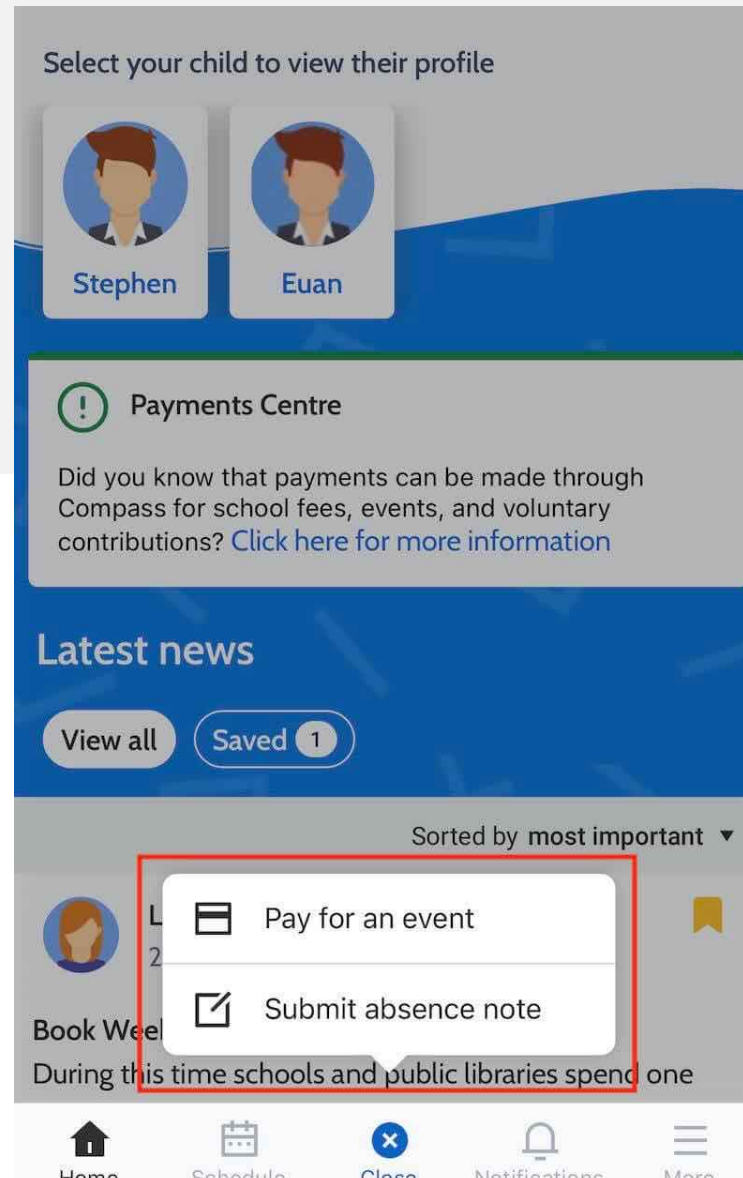 Select your child to view their profile
Stephen
Euan
Payments Centre
Did you know that payments can be made through
Compass for school fees, events, and voluntary
contributions? Click here for more information
Latest news
View all
Saved 1
Sorted by most important
L
2
Pay for an event
Submit absence note
Book Wee
During this time schools and public libraries spend one
Home
Schedule
Close
Notifications
More